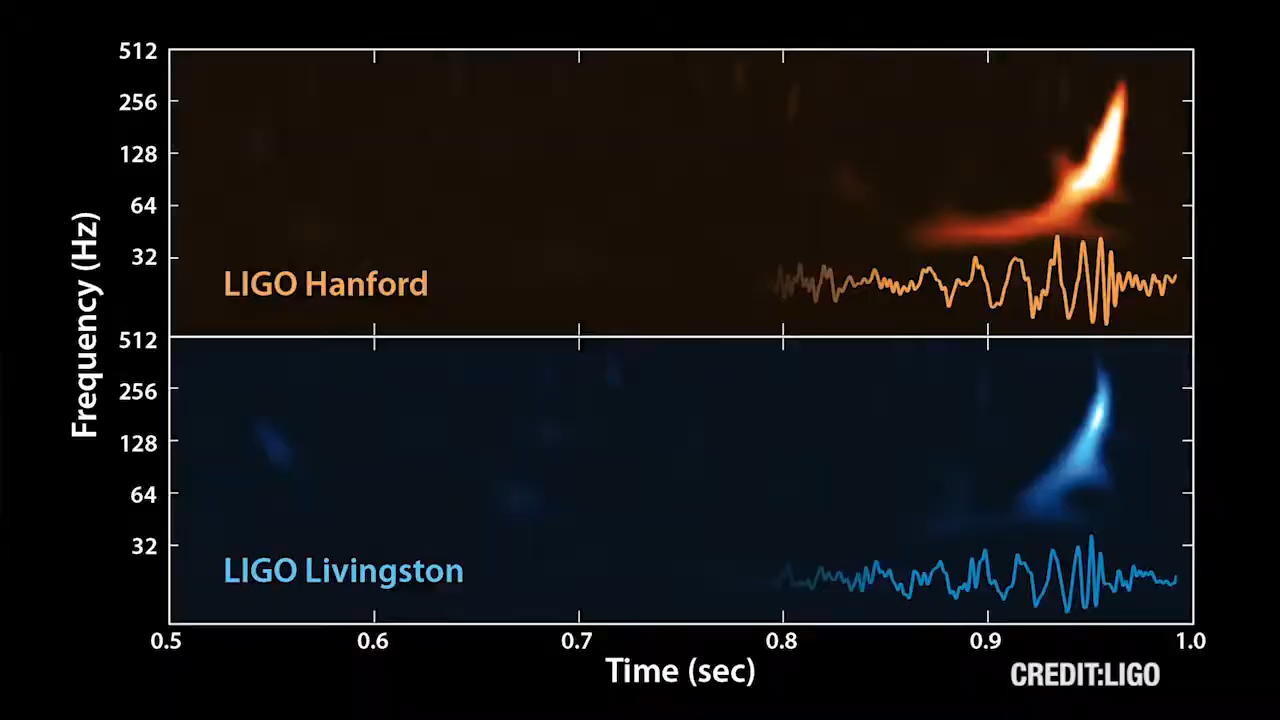 512
256
128
64
32
LIGO Hanford
Frequency (Hz)
512
256
128
64
32
LIGO Livingston
0.5 0.6 0.7 0.8 0.9 1.0
Time (sec)
CREDIT:LIGO